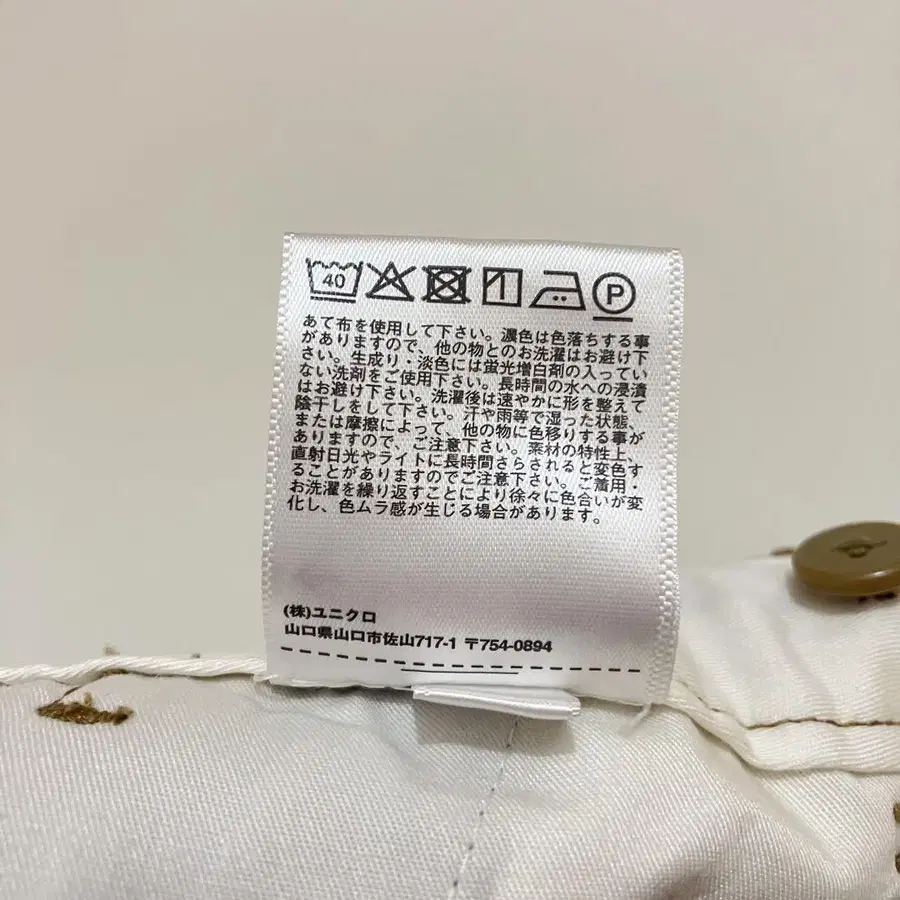 40 P
あて布を使用して下さい。濃色は色落ちする事
がありますので、他の物とのお洗濯はお避け下
さい。生成り・淡色には蛍光増白剤の入ってい
ない洗剤をご使用下さい。長時間の水への浸漬
はお避け下さい。洗濯後は速やかに形を整えて
陰干しをして下さい。汗や雨等で湿った状態、
または摩擦によって、他の物に色移りする事が
ありますので、ご注意下さい。素材の特性上、
直射日光やライトに長時間さらされると変色す
ることがありますのでご注意下さい。ご着用・
お洗濯を繰り返すことにより徐々に色合いが変
化し、色ムラ感が生じる場合があります。
(株)ユニクロ
山口県山口市佐山717-1 〒754-0894